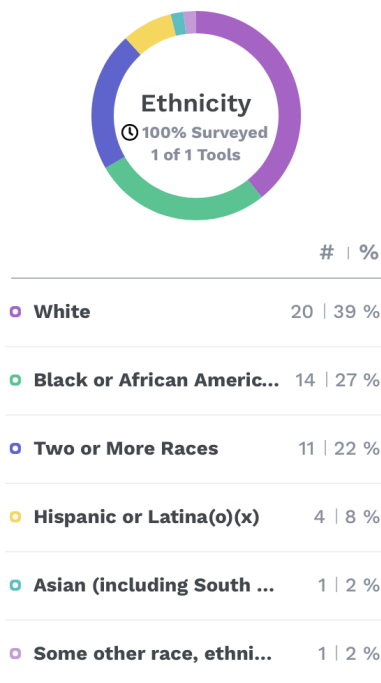 Ethnicity
100% Surveyed
1 of 1 Tools
# | %
White 20 | 39 %
Black or African Americ... 14 | 27 %
Two or More Races 11 | 22 %
Hispanic or Latina(o)(x) 4 | 8 %
Asian (including South ... 1 | 2 %
Some other race, ethni... 1 | 2 %